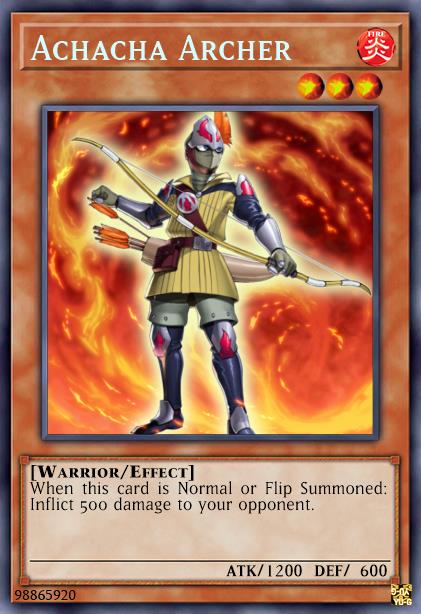 Achacha Archer
FIRE
炎
[Warrior/Effect]
When this card is Normal or Flip Summoned:
Inflict 500 damage to your opponent.
ATK/1200 DEF/ 600
98865920